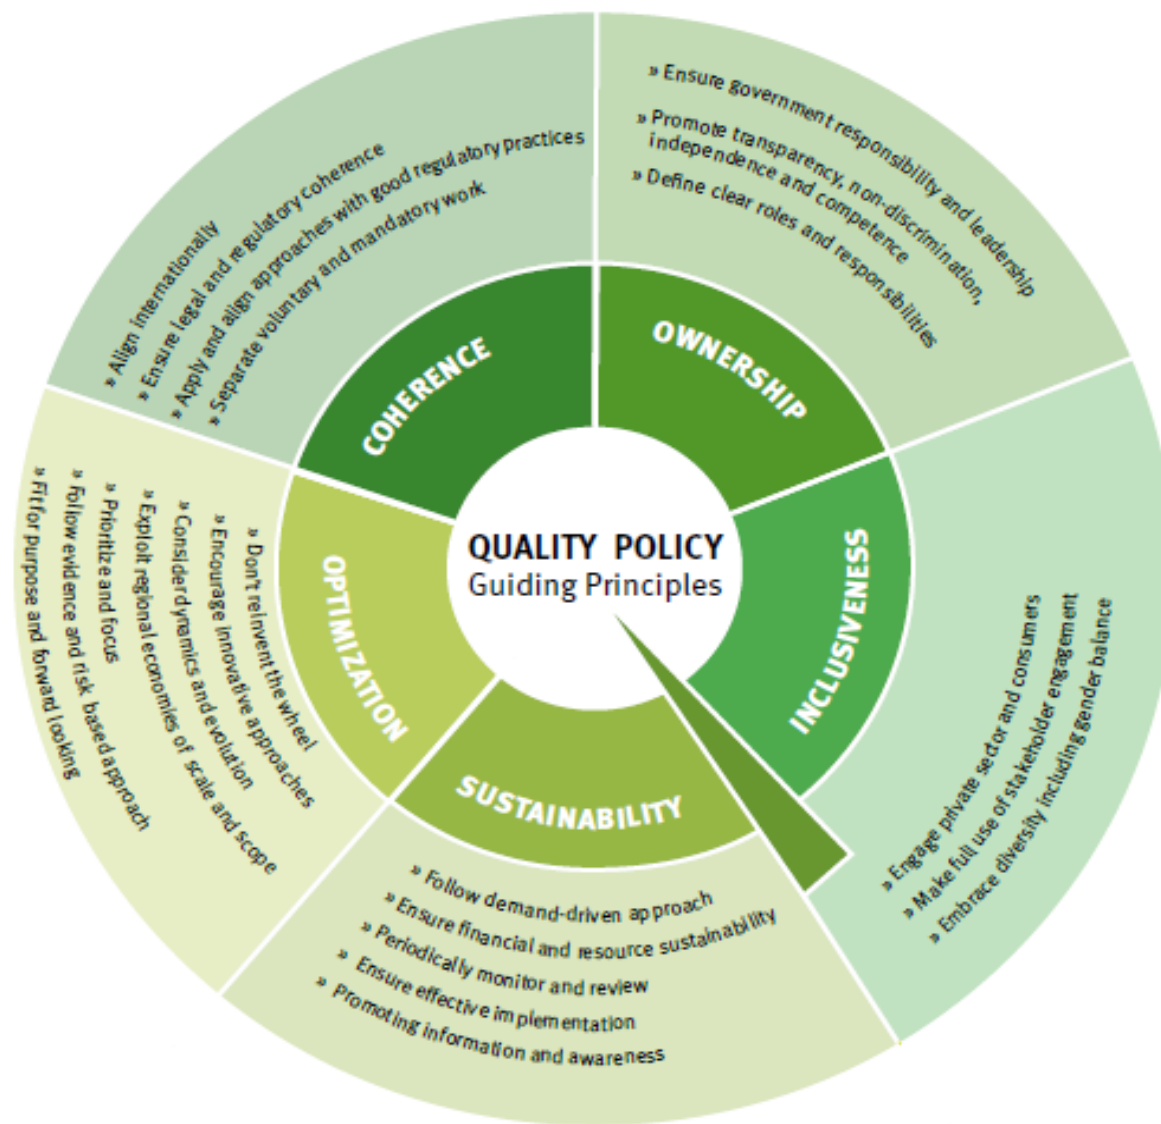 QUALITY POLICY
Guiding Principles
OWNERSHIP
» Ensure government responsibility and leadership
» Promote transparency, non-discrimination,
independence and competence
» Define clear roles and responsibilities
INCLUSIVENESS
» Engage private sector and consumers
» Make full use of stakeholder engagement
» Embrace diversity including gender balance
SUSTAINABILITY
» Follow demand-driven approach
» Ensure financial and resource sustainability
» Periodically monitor and review
» Ensure effective implementation
» Promoting information and awareness
OPTIMIZATION
» Don't reinvent the wheel
» Encourage innovative approaches
» Consider dynamics and evolution
» Exploit regional economies of scale and scope
» Prioritize and focus
» Follow evidence and risk based approach
» Fit for purpose and forward looking
COHERENCE
» Align internationally
» Ensure legal and regulatory coherence
» Apply and align approaches with good regulatory practices
» Separate voluntary and mandatory work